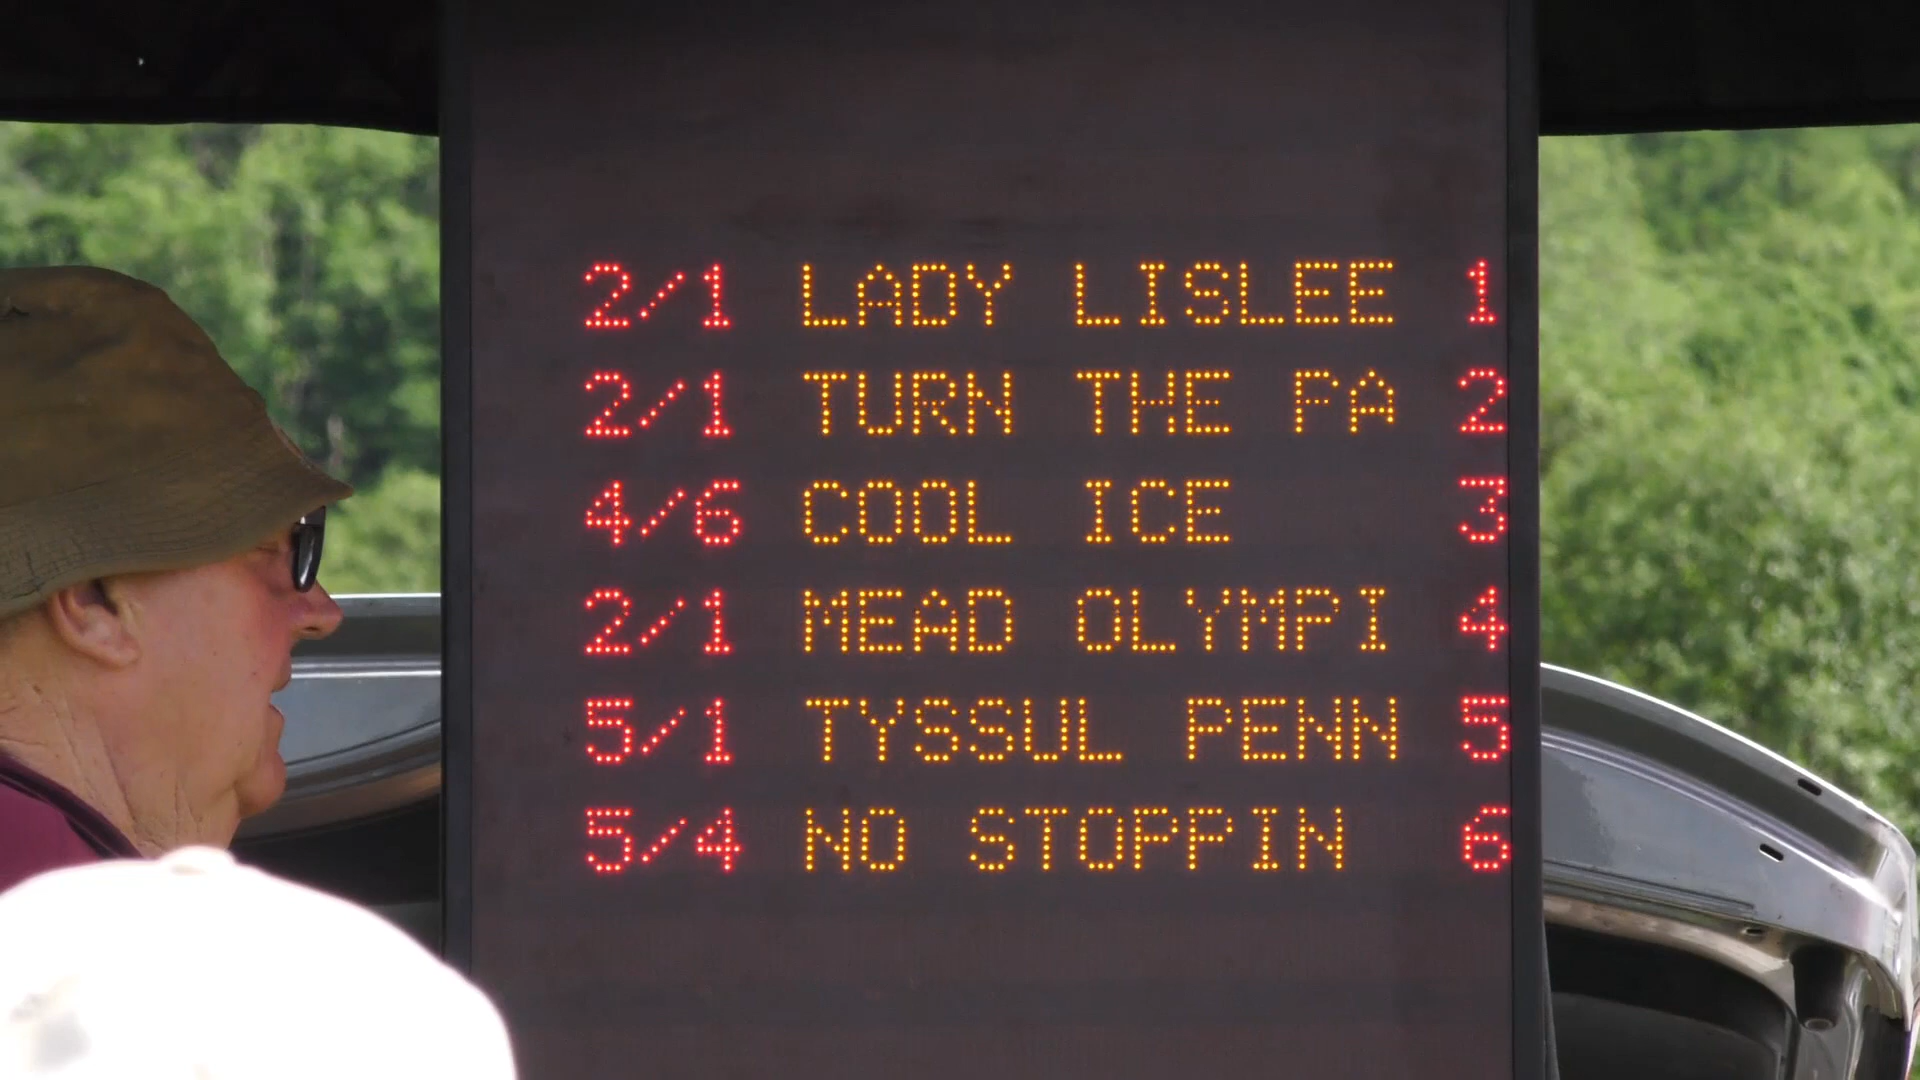 2/1 LADY LISLEE 1
2/1 TURN THE PA 2
4/6 COOL ICE 3
2/1 MEAD OLYMPI 4
5/1 TYSSUL PENN 5
5/4 NO STOPPIN 6